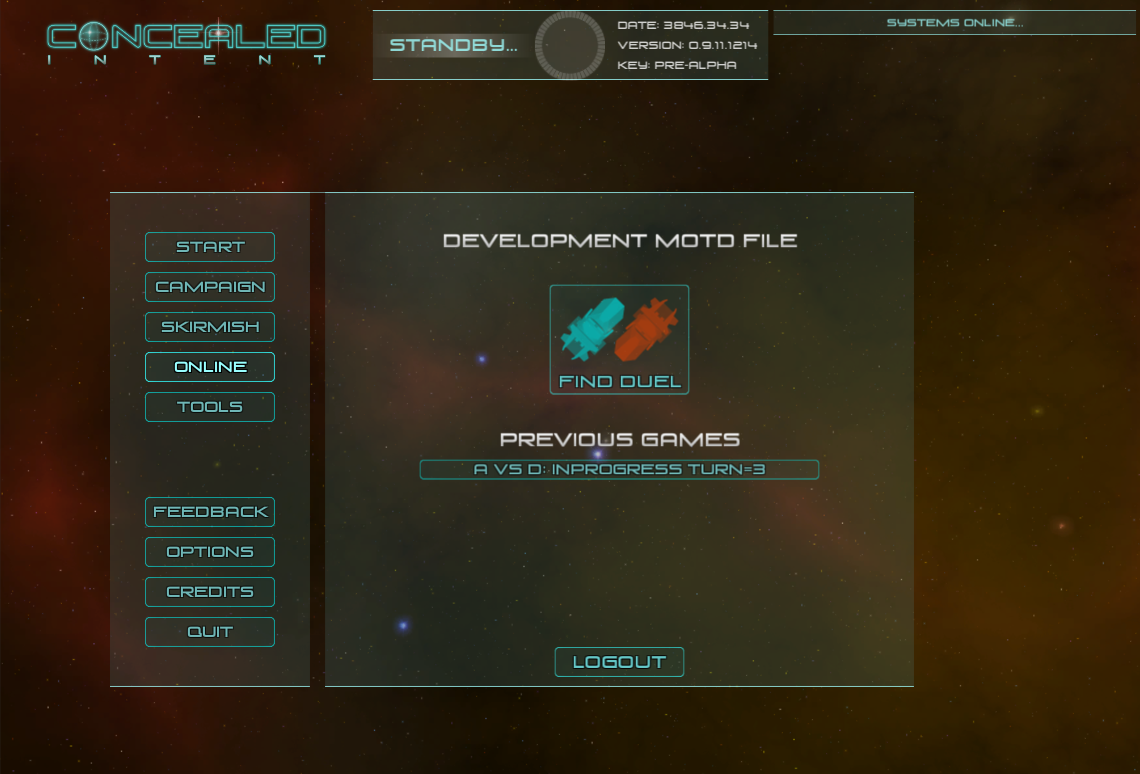 CONCEALED
INTENT
STANDBY...
DATE: 3846.34.34
VERSION: 0.9.11.1214
KEY: PRE-ALPHA
SYSTEMS ONLINE...
START
CAMPAIGN
SKIRMISH
ONLINE
TOOLS
FEEDBACK
OPTIONS
CREDITS
QUIT
DEVELOPMENT MOTD FILE
FIND DUEL
PREVIOUS GAMES
A VS D: INPROGRESS TURN=3
LOGOUT